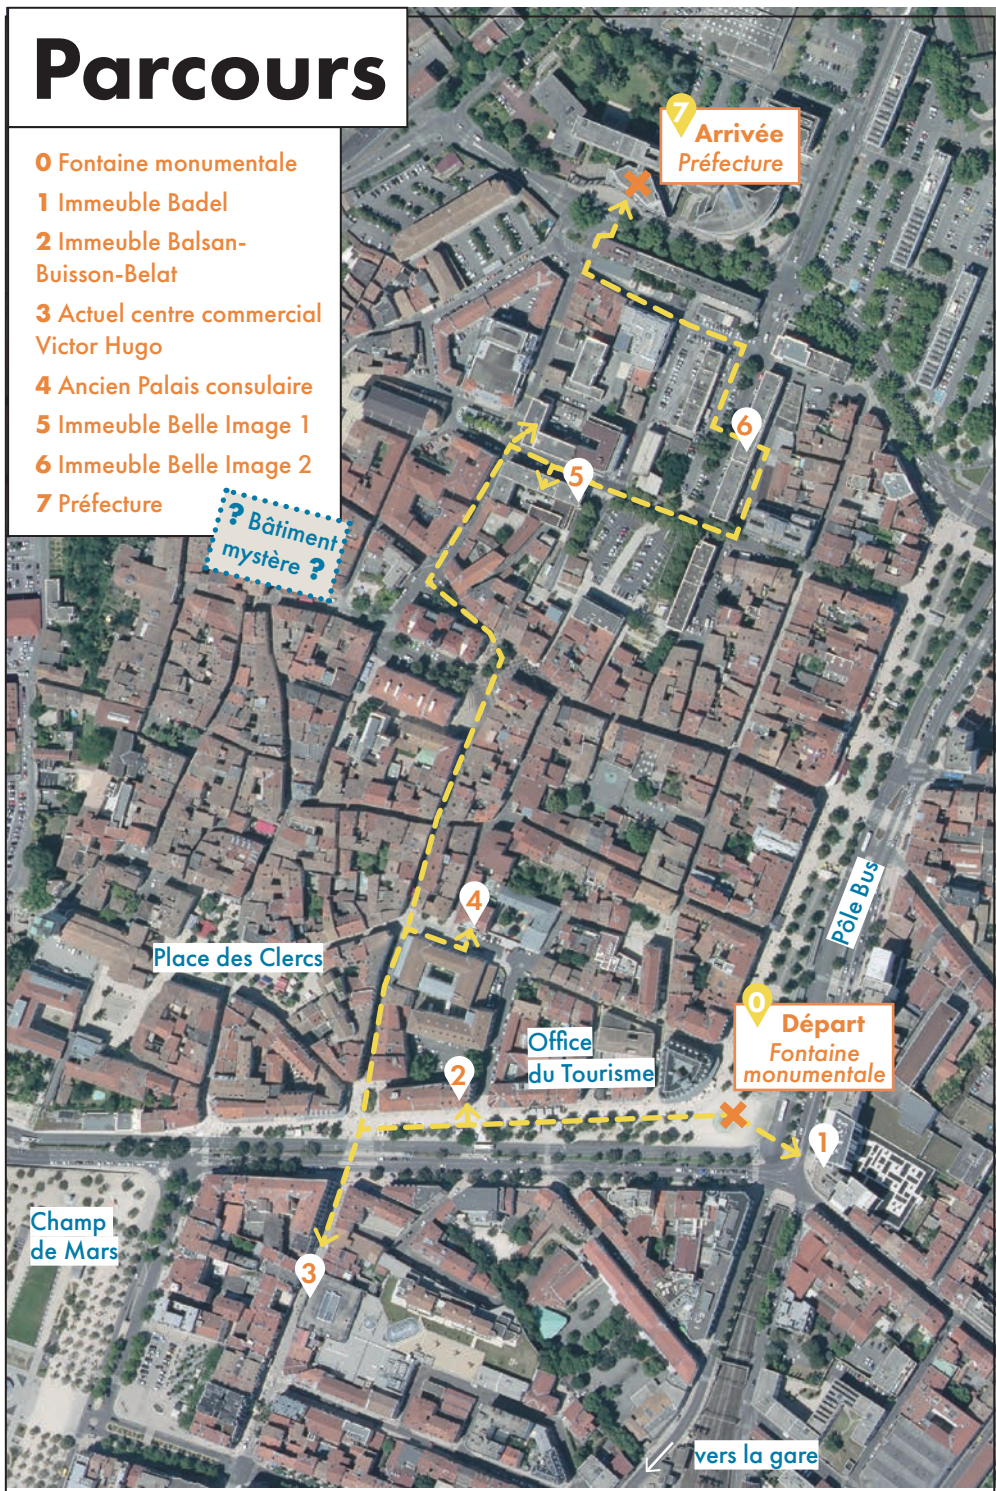 Parcours
0 Fontaine monumentale
1 Immeuble Badel
2 Immeuble Balsan-
Buisson-Belat
3 Actuel centre commercial
Victor Hugo
4 Ancien Palais consulaire
5 Immeuble Belle Image 1
6 Immeuble Belle Image 2
7 Préfecture
? Bâtiment
mystère ?
7
Arrivée
Préfecture
6
5
4
Pôle Bus
Place des Clercs
0
Départ
Fontaine
monumentale
Office
du Tourisme
2
1
Champ
de Mars
3
vers la gare